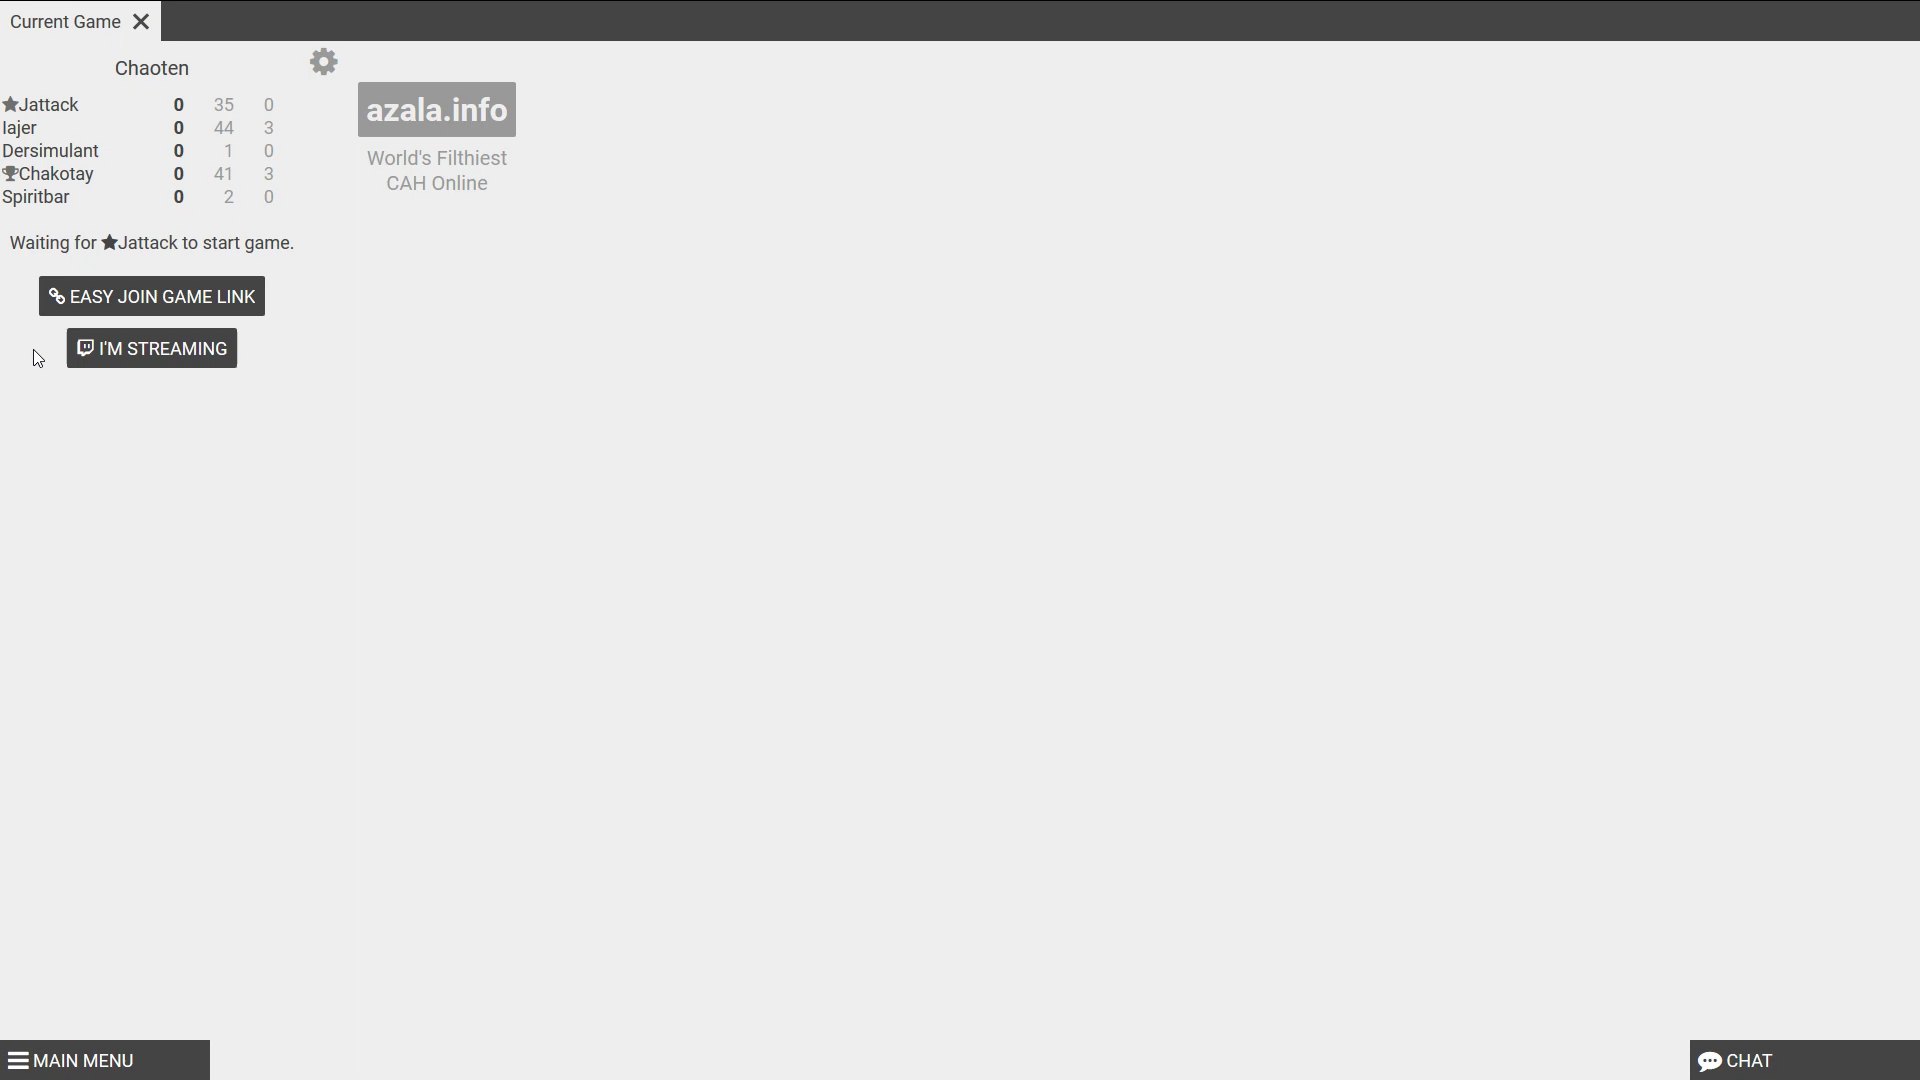 Current Game
Chaoten
Jattack 0 35 0
lajer 0 44 3
Dersimulant 0 1 0
Chakotay 0 41 3
Spiritbar 0 2 0
Waiting for Jattack to start game.
EASY JOIN GAME LINK
I'M STREAMING
azala.info
World's Filthiest
CAH Online
MAIN MENU
CHAT